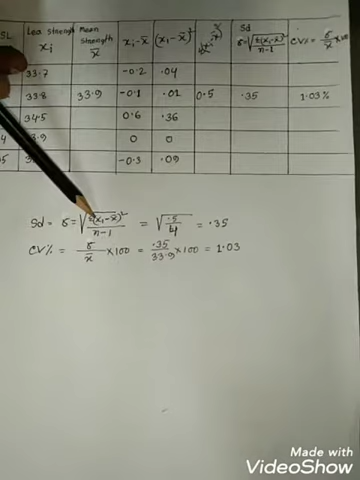 SL Lea strength Mean strength Sd
xi x̄ xi-x̄ (xi-x̄)² σ=√Σ(xi-x̄)²/n-1 CV%= σ/x̄ ×100
33.7 -0.2 .04
33.8 33.9 -0.1 .01 0.5 .35 1.03%
34.5 0.6 .36
0 0
-0.3 .09
Sd = σ = √Σ(xi-x̄)²/n-1 = √.5/4 = .35
CV% = σ/x̄ ×100 = .35/33.9 ×100 = 1.03
Made with
VideoShow